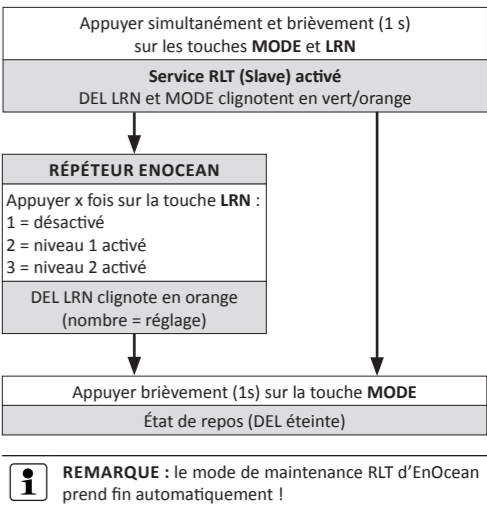 Appuyer simultanément et brièvement (1 s)
sur les touches MODE et LRN
Service RLT (Slave) activé
DEL LRN et MODE clignotent en vert/orange
RÉPÉTEUR ENOCEAN
Appuyer x fois sur la touche LRN :
1 = désactivé
2 = niveau 1 activé
3 = niveau 2 activé
DEL LRN clignote en orange
(nombre = réglage)
Appuyer brièvement (1s) sur la touche MODE
État de repos (DEL éteinte)
REMARQUE : le mode de maintenance RLT d’EnOcean
prend fin automatiquement !